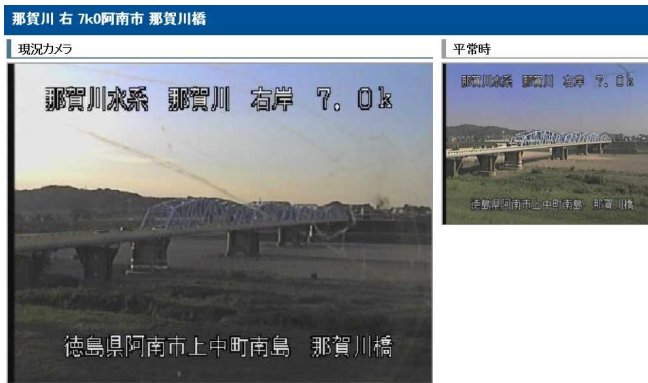 那賀川 右 7k0阿南市 那賀川橋
現況カメラ
平常時
那賀川水系 那賀川 右岸 7.0k
徳島県阿南市上中町南島 那賀川橋
那賀川水系 那賀川 右岸 7.0k
徳島県阿南市上中町南島 那賀川橋